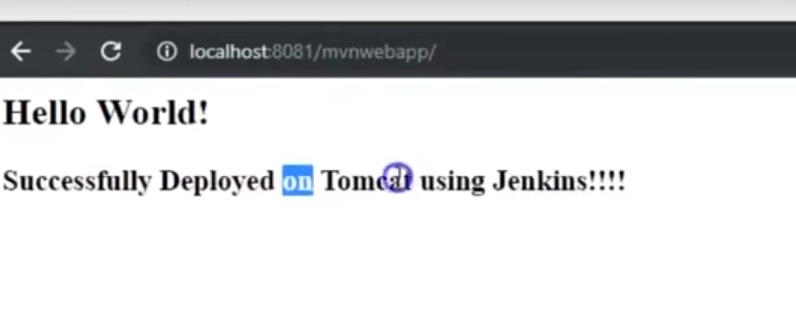 localhost:8081/mvnwebapp/
Hello World!
Successfully Deployed on Tomcat using Jenkins!!!!